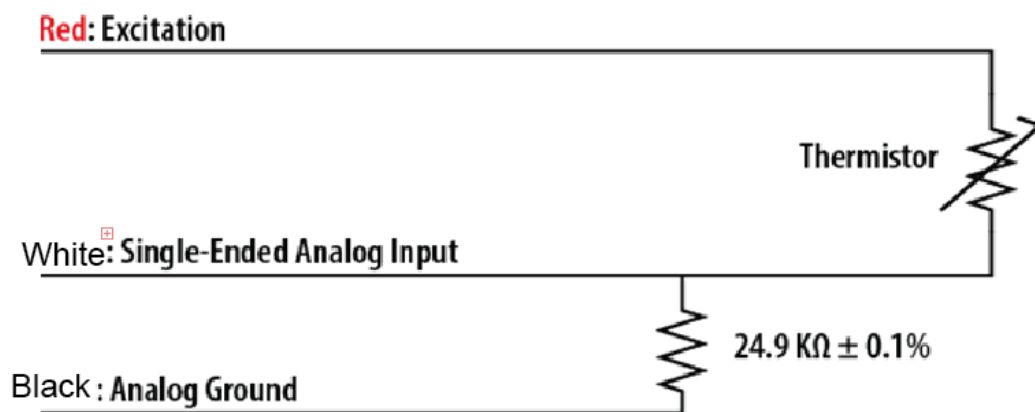 Red: Excitation
Thermistor
White: Single-Ended Analog Input
24.9 KΩ ± 0.1%
Black : Analog Ground